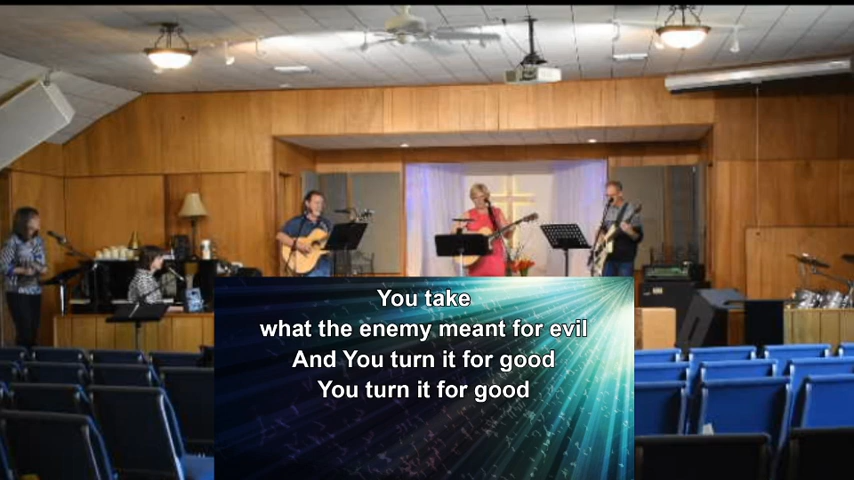 You take
what the enemy meant for evil
And You turn it for good
You turn it for good